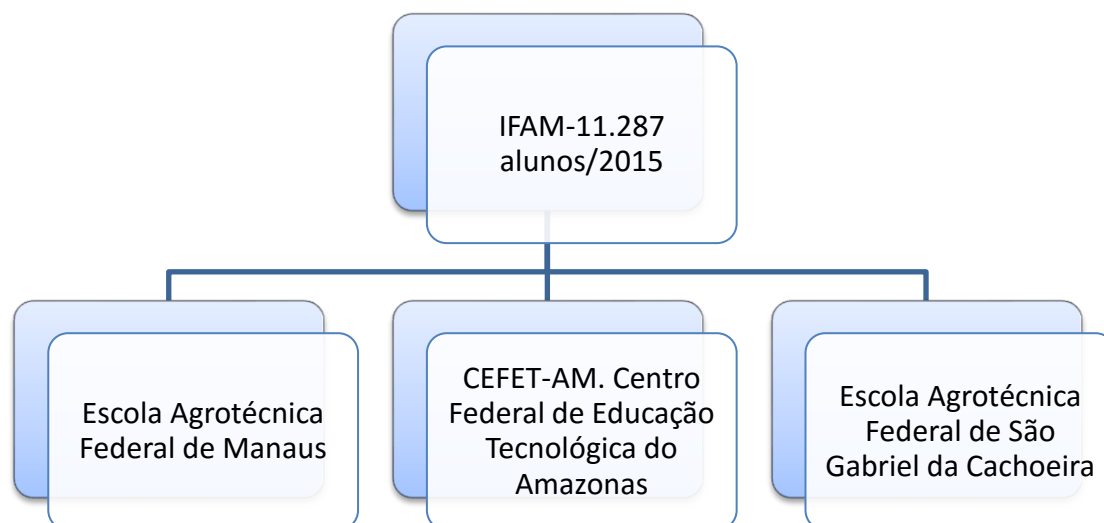 IFAM-11.287
alunos/2015
Escola Agrotécnica
Federal de Manaus
CEFET-AM. Centro
Federal de Educação
Tecnológica do
Amazonas
Escola Agrotécnica
Federal de São
Gabriel da Cachoeira